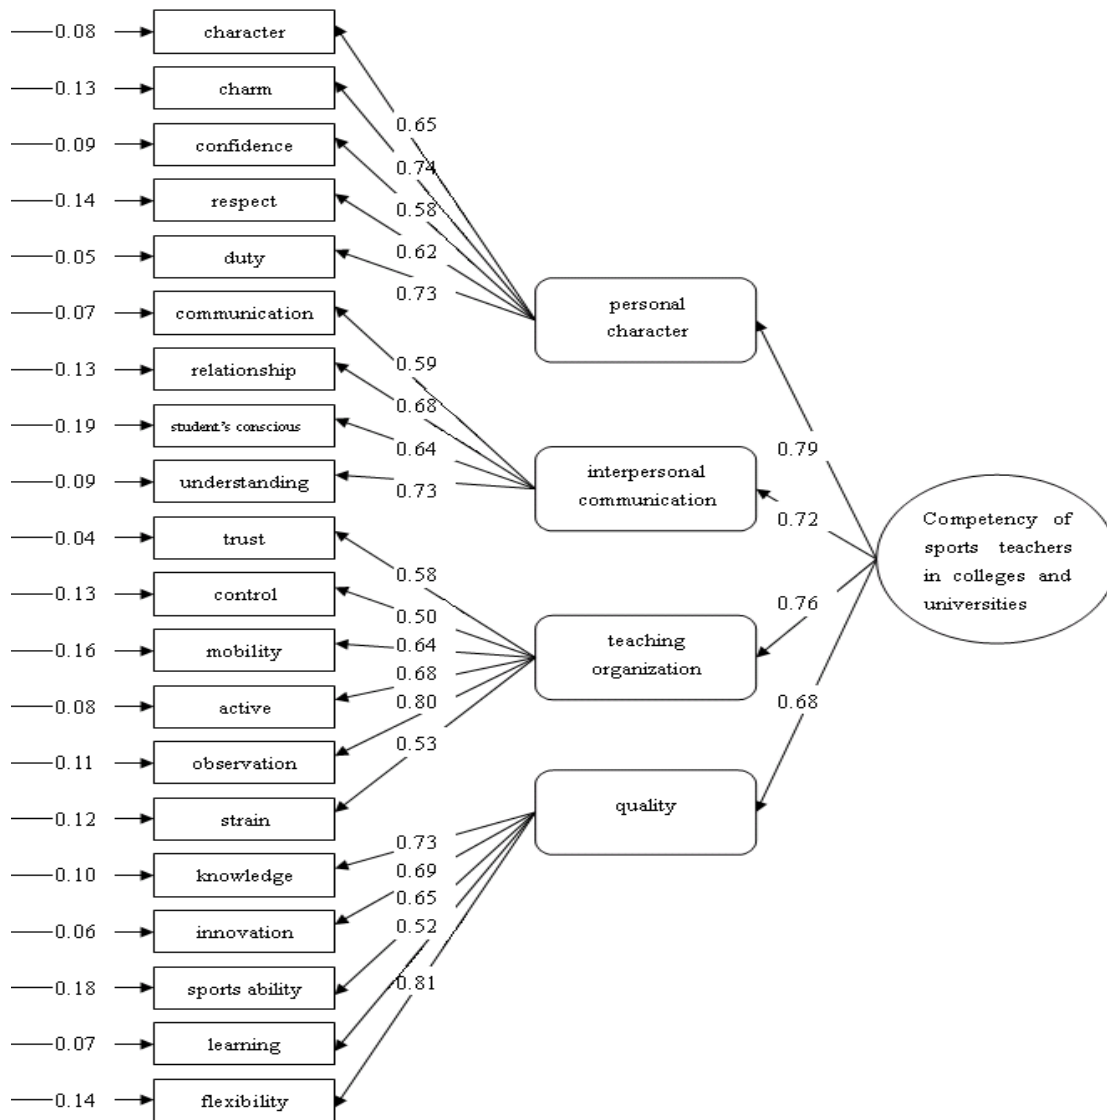 0.08 character
0.13 charm
0.65
0.09 confidence
0.74
0.14 respect
0.58
0.62
0.05 duty
0.73
personal
character
0.07 communication
0.59
0.13 relationship
0.68
0.19 student's conscious
0.64
0.79
0.09 understanding
0.73
interpersonal
communication
0.72
Competency of
sports teachers
in colleges and
universities
0.04 trust
0.58
0.13 control
0.50
0.76
0.16 mobility
0.64
teaching
organization
0.68
0.08 active
0.80
0.68
0.11 observation
0.53
0.12 strain
quality
0.73
0.10 knowledge
0.69
0.65
0.06 innovation
0.52
0.18 sports ability
0.81
0.07 learning
0.14 flexibility